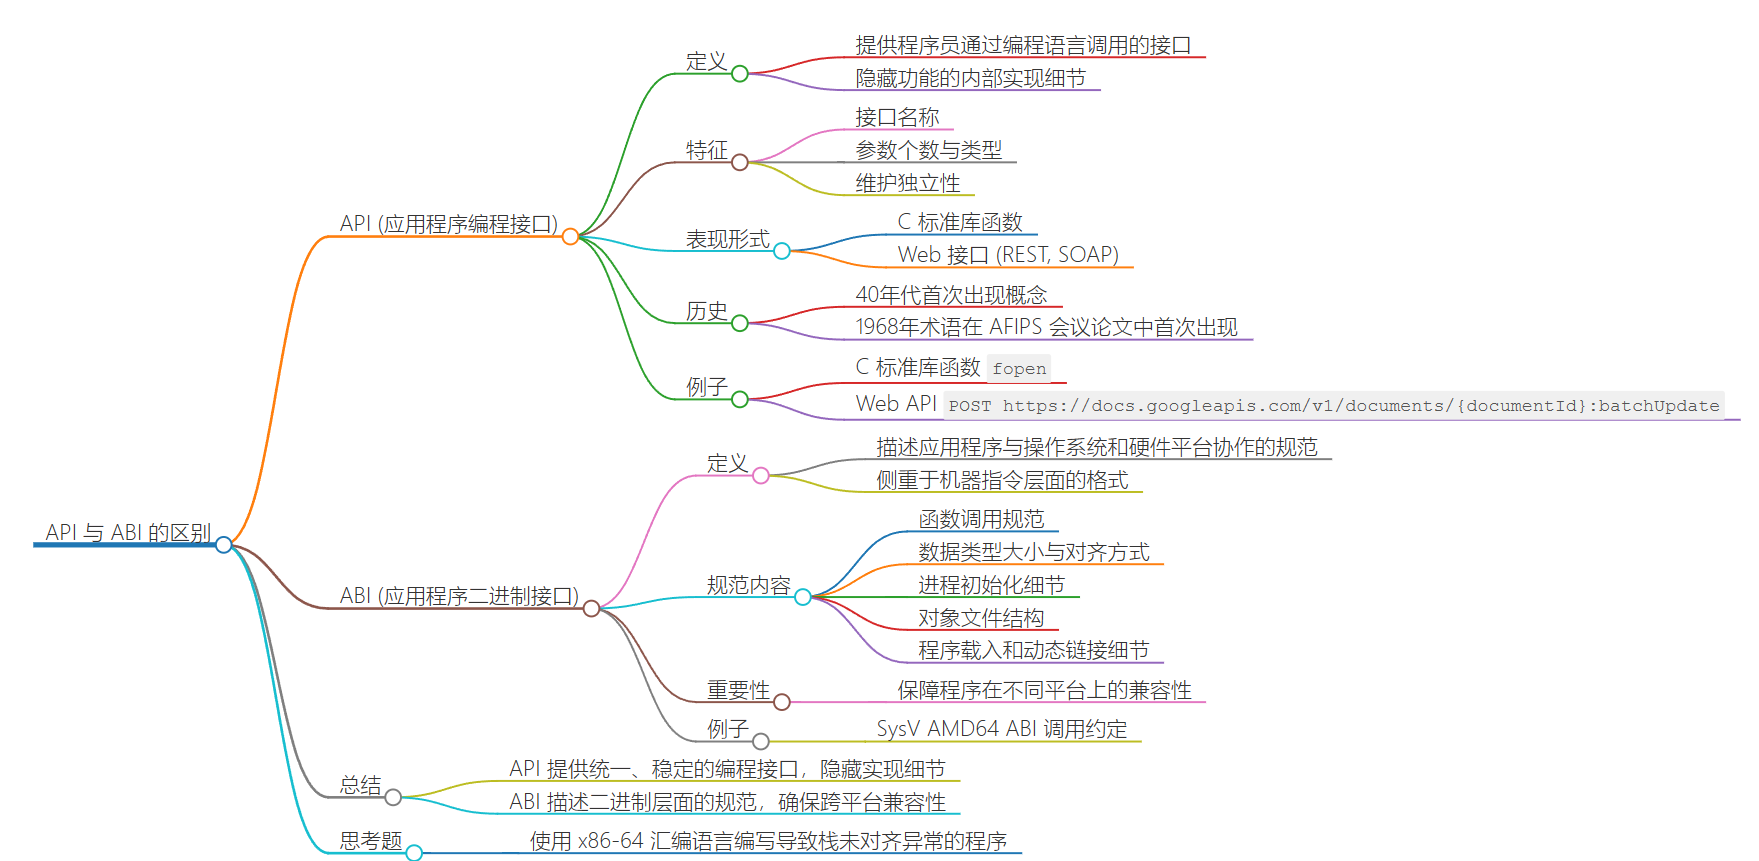 API 与 ABI 的区别
API (应用程序编程接口)
定义
提供程序员通过编程语言调用的接口
隐藏功能的内部实现细节
特征
接口名称
参数个数与类型
维护独立性
表现形式
C 标准库函数
Web 接口 (REST, SOAP)
历史
40年代首次出现概念
1968年术语在 AFIPS 会议论文中首次出现
例子
C 标准库函数 fopen
Web API POST https://docs.googleapis.com/v1/documents/{documentId}:batchUpdate
ABI (应用程序二进制接口)
定义
描述应用程序与操作系统和硬件平台协作的规范
侧重于机器指令层面的格式
规范内容
函数调用规范
数据类型大小与对齐方式
进程初始化细节
对象文件结构
程序载入和动态链接细节
重要性
保障程序在不同平台上的兼容性
例子
SysV AMD64 ABI 调用约定
总结
API 提供统一、稳定的编程接口，隐藏实现细节
ABI 描述二进制层面的规范，确保跨平台兼容性
思考题
使用 x86-64 汇编语言编写导致栈未对齐异常的程序